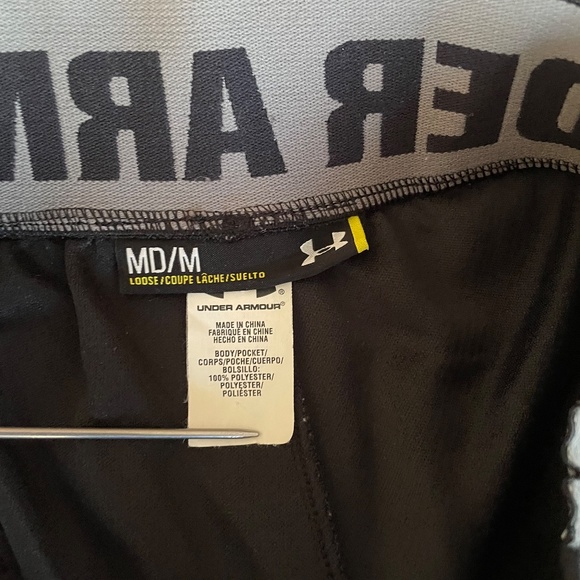 DER ARM
MD/M
LOOSE/COUPE LÂCHE/SUELTO
UNDER ARMOUR®
MADE IN CHINA
FABRIQUÉ EN CHINE
HECHO EN CHINA
BODY/POCKET/
CORPS/POCHE/CUERPO/
BOLSILLO:
100% POLYESTER/
POLYESTER/
POLIÉSTER